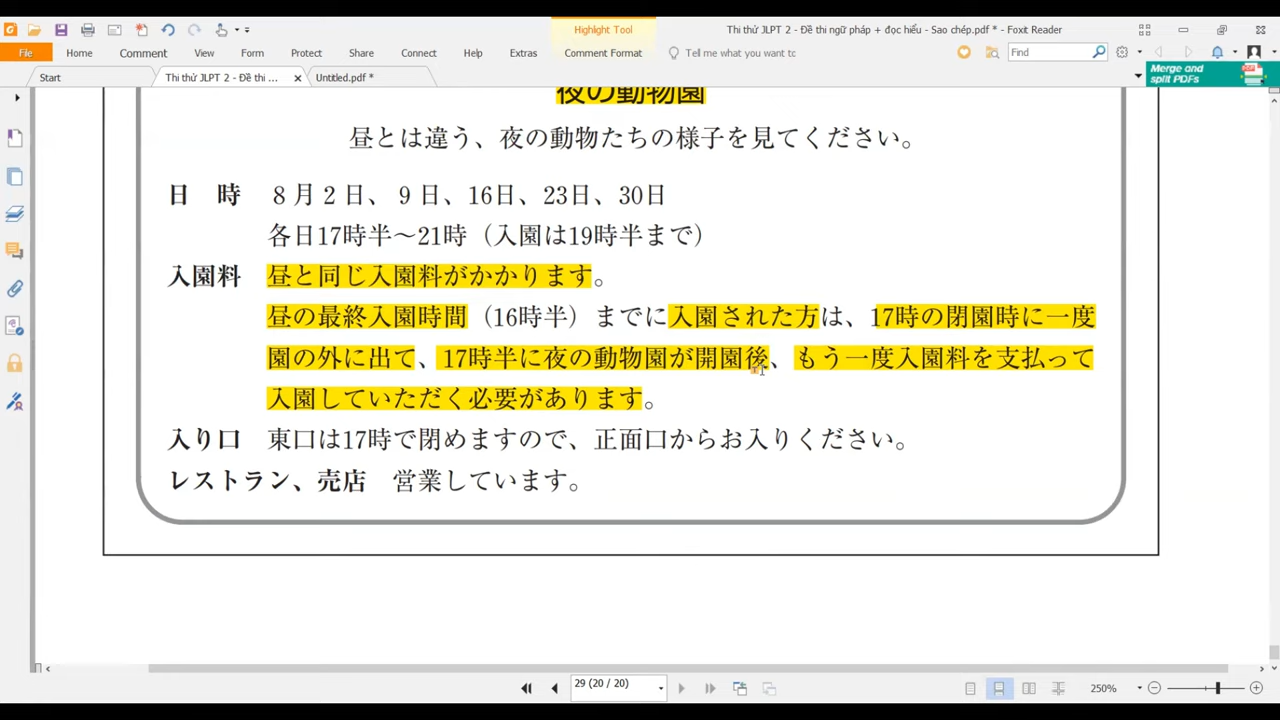 Highlight Tool
Thi thử JLPT 2 - Đề thi ngữ pháp + đọc hiểu - Sao chép.pdf * - Foxit Reader
File Home Comment View Form Protect Share Connect Help Extras Comment Format Tell me what you want to Find
Start Thi thử JLPT 2 - Đề thi ... Untitled.pdf *
Merge and
split PDFs
夜の動物園
昼とは違う、夜の動物たちの様子を見てください。
日 時 8月2日、9日、16日、23日、30日
各日17時半~21時(入園は19時半まで)
入園料 昼と同じ入園料がかかります。
昼の最終入園時間(16時半)までに入園された方は、17時の閉園時に一度
園の外に出て、17時半に夜の動物園が開園後、もう一度入園料を支払って
入園していただく必要があります。
入り口 東口は17時で閉めますので、正面口からお入りください。
レストラン、売店 営業しています。
29 (20 / 20)
250%